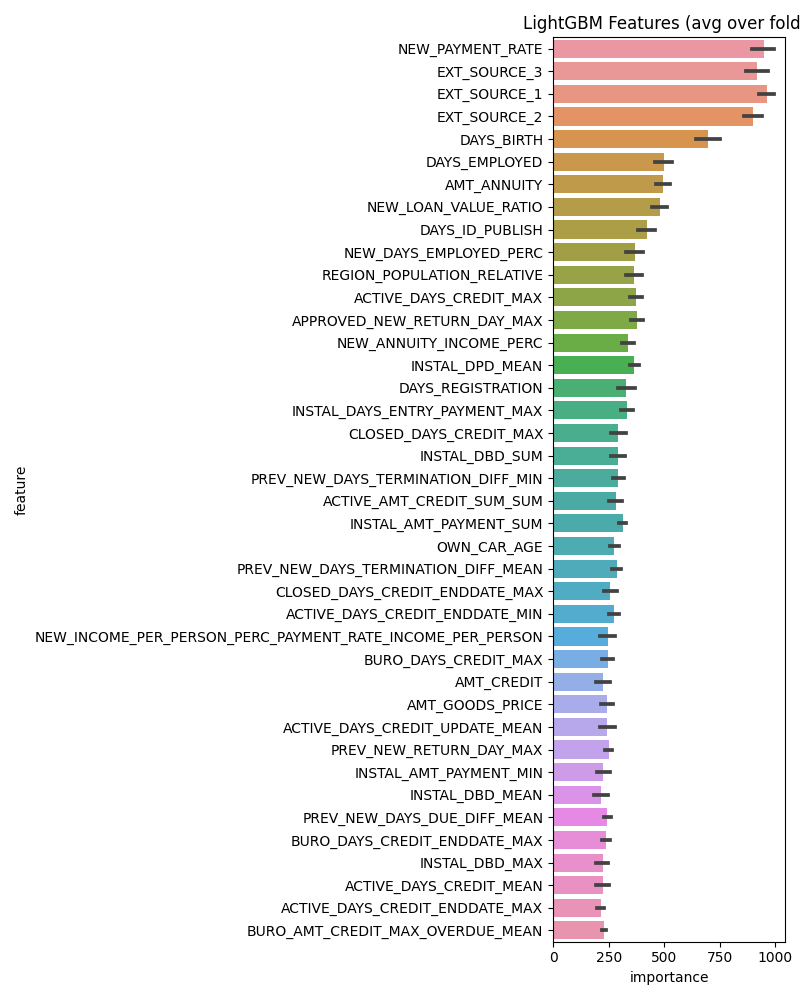 LightGBM Features (avg over fold
NEW_PAYMENT_RATE
EXT_SOURCE_3
EXT_SOURCE_1
EXT_SOURCE_2
DAYS_BIRTH
DAYS_EMPLOYED
AMT_ANNUITY
NEW_LOAN_VALUE_RATIO
DAYS_ID_PUBLISH
NEW_DAYS_EMPLOYED_PERC
REGION_POPULATION_RELATIVE
ACTIVE_DAYS_CREDIT_MAX
APPROVED_NEW_RETURN_DAY_MAX
NEW_ANNUITY_INCOME_PERC
INSTAL_DPD_MEAN
DAYS_REGISTRATION
INSTAL_DAYS_ENTRY_PAYMENT_MAX
CLOSED_DAYS_CREDIT_MAX
INSTAL_DBD_SUM
PREV_NEW_DAYS_TERMINATION_DIFF_MIN
ACTIVE_AMT_CREDIT_SUM_SUM
INSTAL_AMT_PAYMENT_SUM
OWN_CAR_AGE
PREV_NEW_DAYS_TERMINATION_DIFF_MEAN
CLOSED_DAYS_CREDIT_ENDDATE_MAX
ACTIVE_DAYS_CREDIT_ENDDATE_MIN
NEW_INCOME_PER_PERSON_PERC_PAYMENT_RATE_INCOME_PER_PERSON
BURO_DAYS_CREDIT_MAX
AMT_CREDIT
AMT_GOODS_PRICE
ACTIVE_DAYS_CREDIT_UPDATE_MEAN
PREV_NEW_RETURN_DAY_MAX
INSTAL_AMT_PAYMENT_MIN
INSTAL_DBD_MEAN
PREV_NEW_DAYS_DUE_DIFF_MEAN
BURO_DAYS_CREDIT_ENDDATE_MAX
INSTAL_DBD_MAX
ACTIVE_DAYS_CREDIT_MEAN
ACTIVE_DAYS_CREDIT_ENDDATE_MAX
BURO_AMT_CREDIT_MAX_OVERDUE_MEAN
feature
0 250 500 750 1000
importance